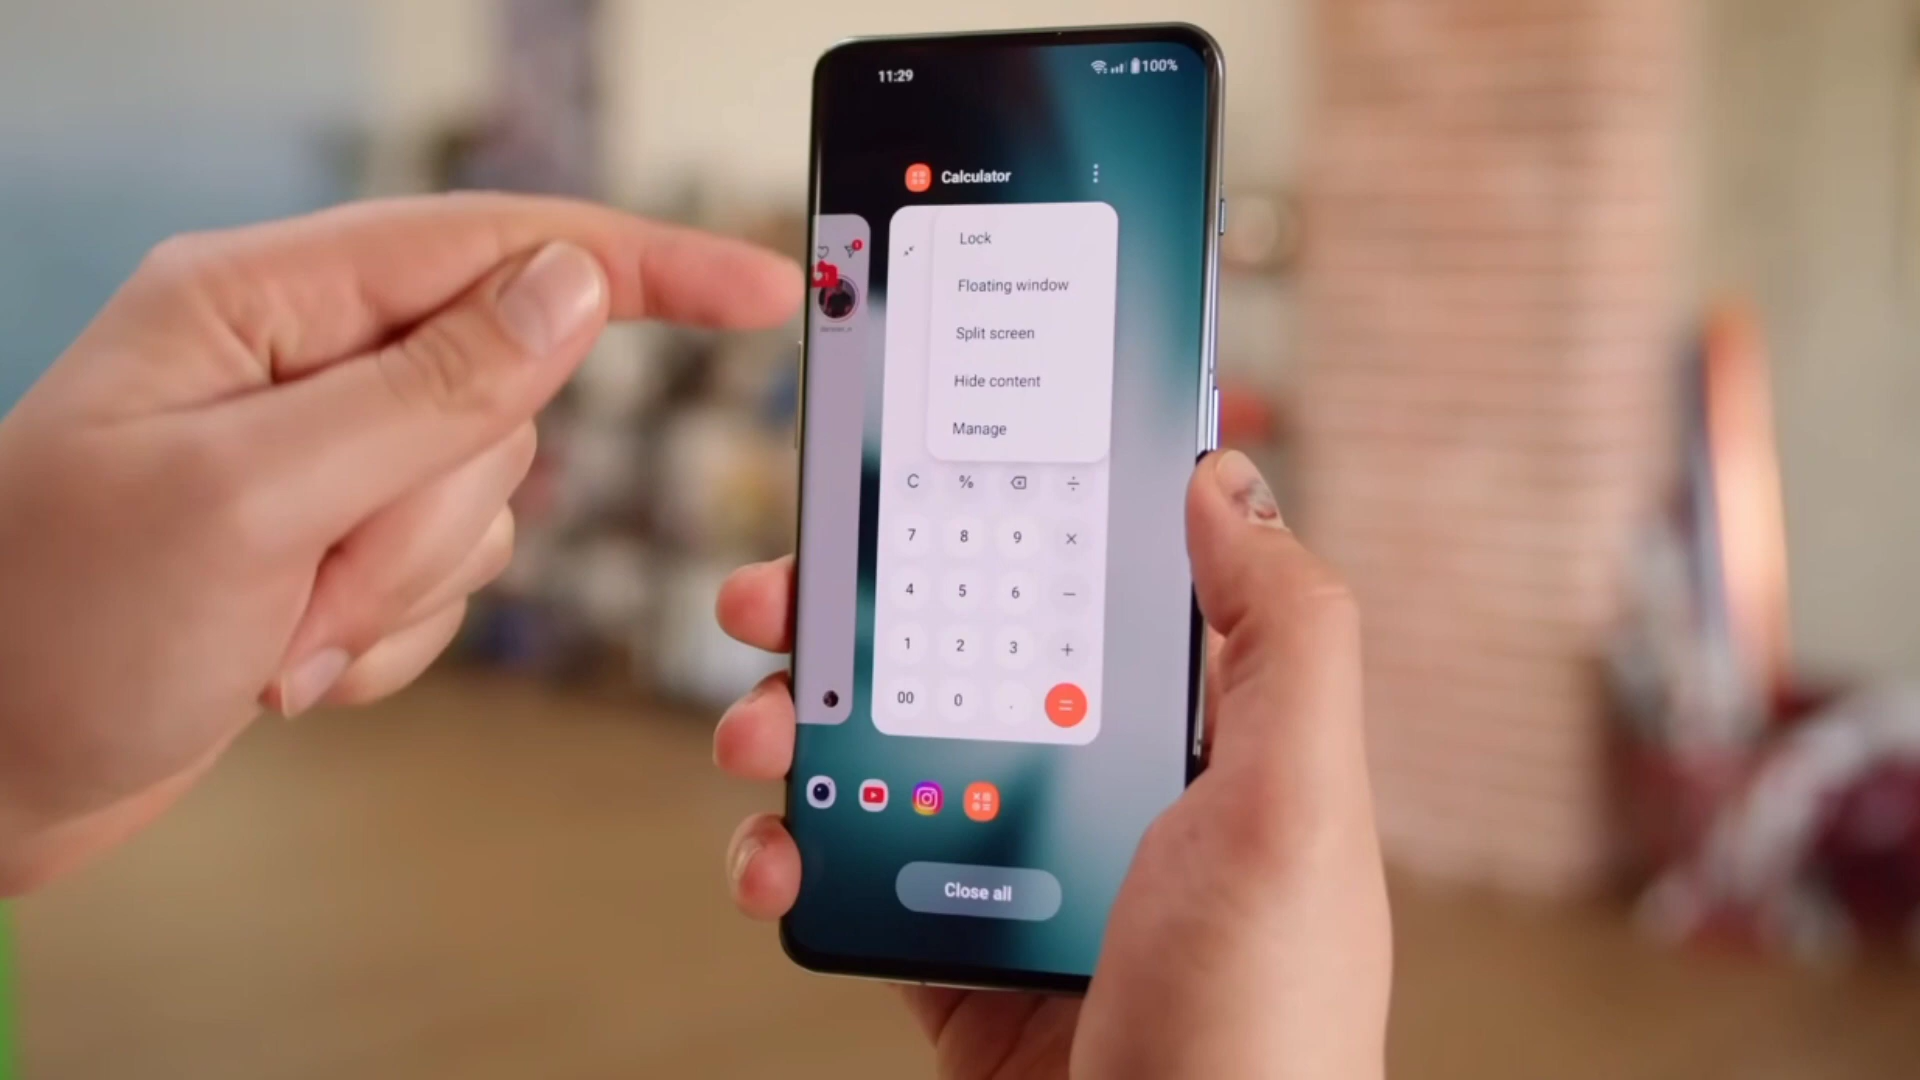 11:29
100%
Calculator
Lock
Floating window
Split screen
Hide content
Manage
C % ÷
7 8 9 ×
4 5 6 −
1 2 3 +
00 0 . =
Close all